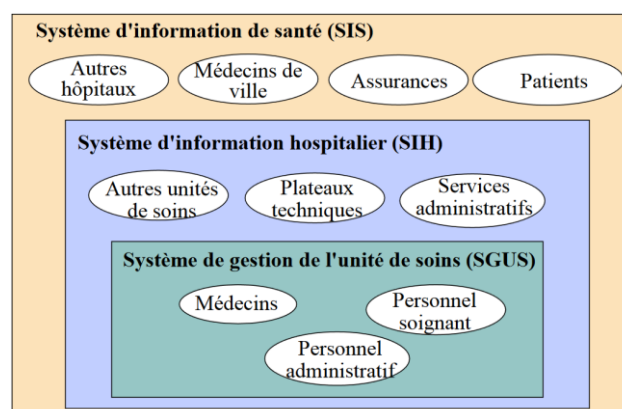 Système d'information de santé (SIS)
Autres
hôpitaux
Médecins de
ville
Assurances
Patients
Système d'information hospitalier (SIH)
Autres unités
de soins
Plateaux
techniques
Services
administratifs
Système de gestion de l'unité de soins (SGUS)
Médecins
Personnel
soignant
Personnel
administratif